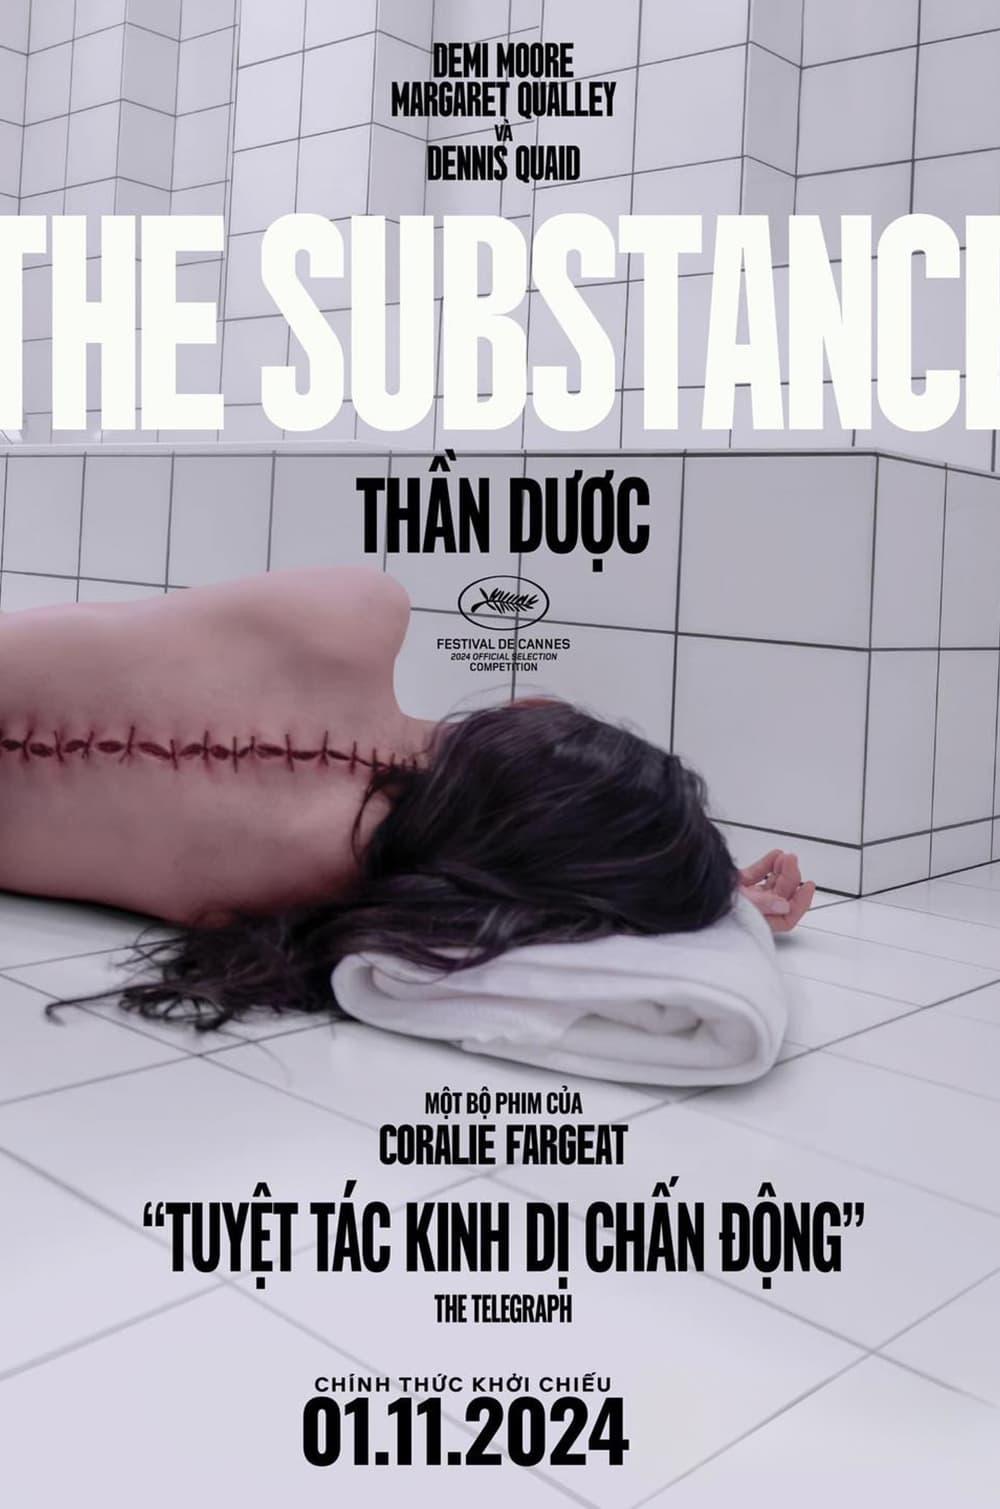 DEMI MOORE
MARGARET QUALLEY
VÀ
DENNIS QUAID
THE SUBSTANCE
THẦN DƯỢC
FESTIVAL DE CANNES
2024 OFFICIAL SELECTION
COMPETITION
MỘT BỘ PHIM CỦA
CORALIE FARGEAT
“TUYỆT TÁC KINH DỊ CHẤN ĐỘNG”
THE TELEGRAPH
CHÍNH THỨC KHỞI CHIẾU
01.11.2024